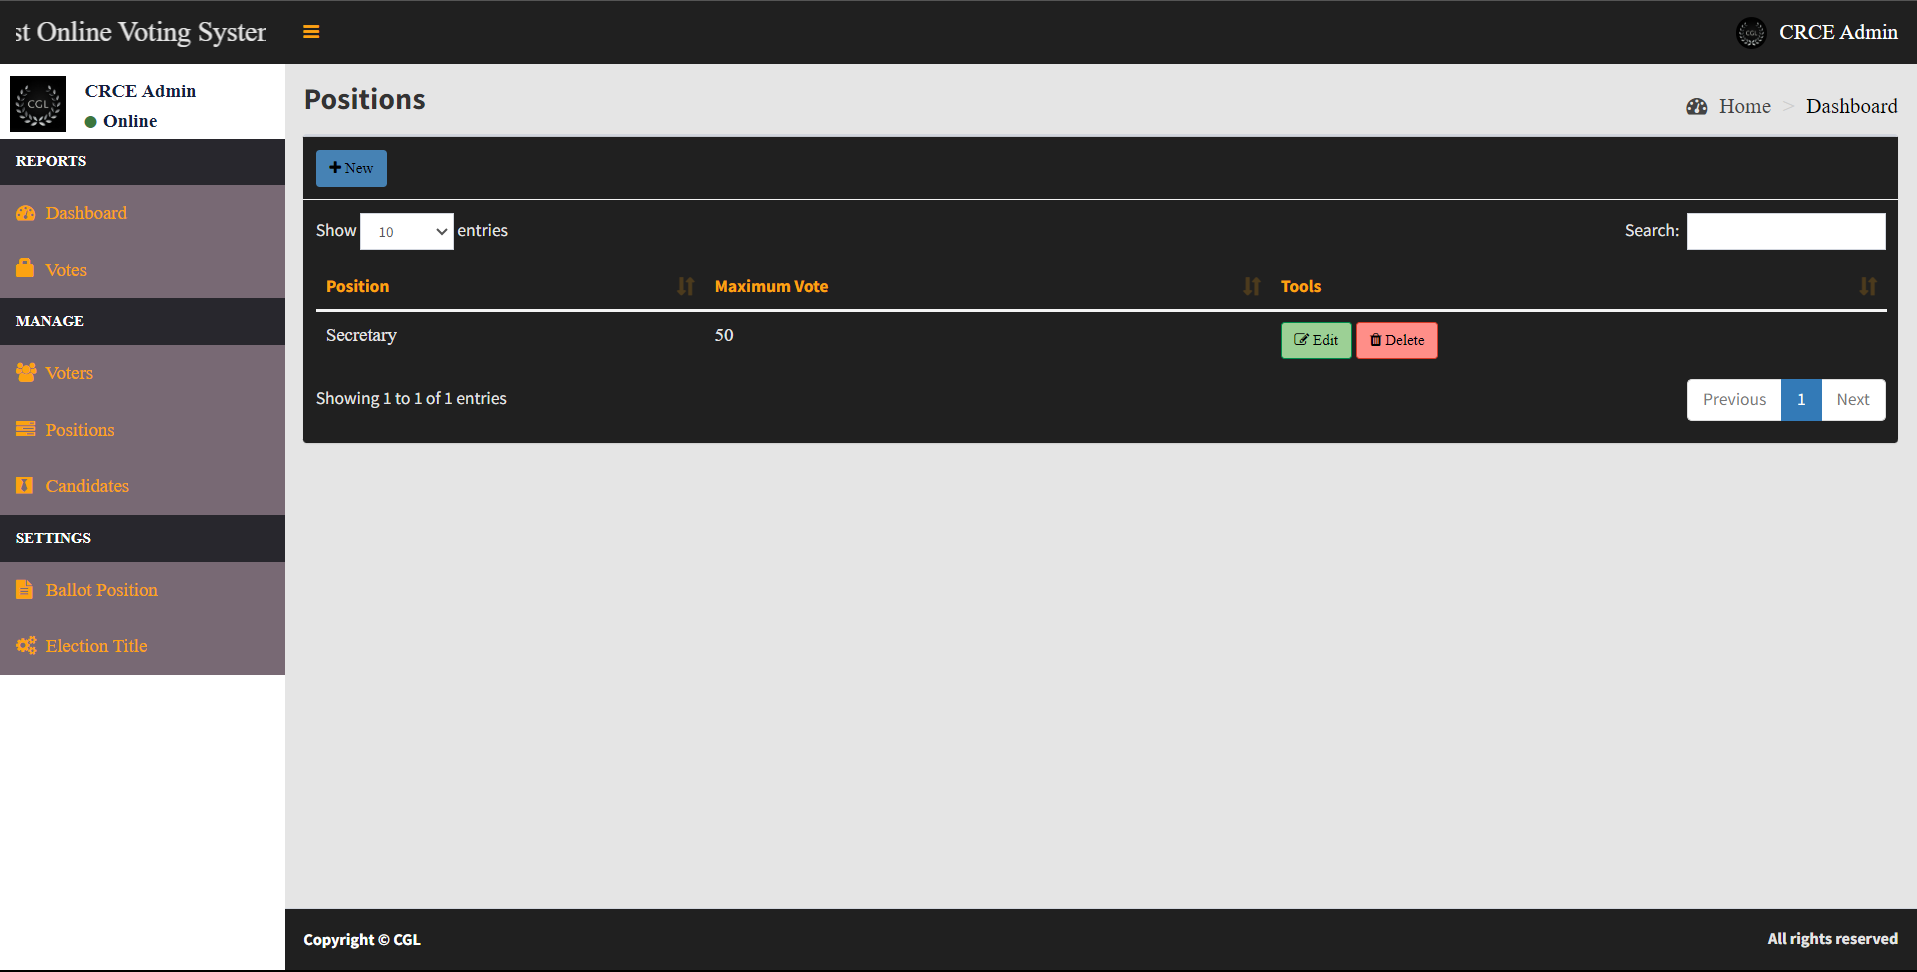 st Online Voting System
CRCE Admin
CGL
CRCE Admin
Online
REPORTS
Dashboard
Votes
MANAGE
Voters
Positions
Candidates
SETTINGS
Ballot Position
Election Title
Positions
Home > Dashboard
New
Show 10 entries
Search:
Position Maximum Vote Tools
Secretary 50 Edit Delete
Showing 1 to 1 of 1 entries
Previous 1 Next
Copyright © CGL
All rights reserved